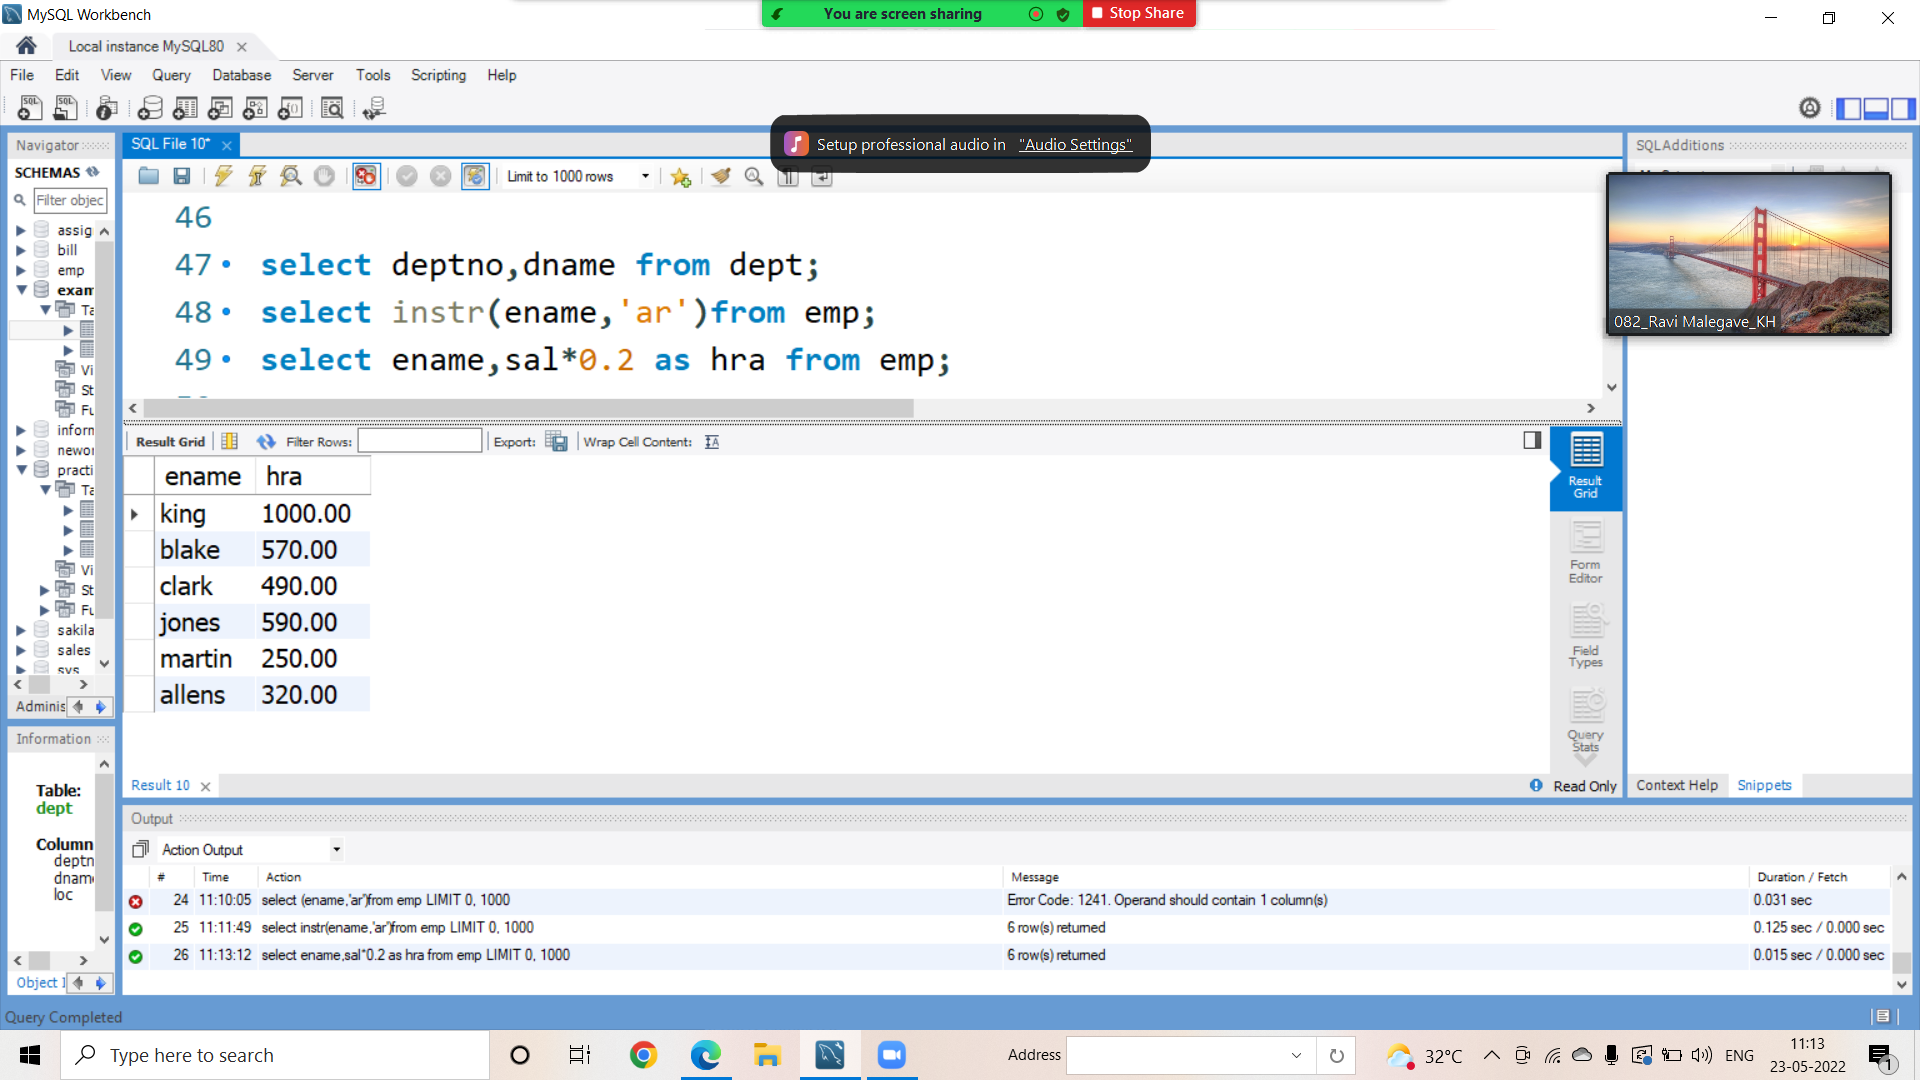 MySQL Workbench
You are screen sharing
Stop Share
Local instance MySQL80
File Edit View Query Database Server Tools Scripting Help
Setup professional audio in "Audio Settings"
Navigator
SCHEMAS
Filter objec
assig
bill
emp
exam
Ta
Vi
St
Fu
inforn
newor
practi
Ta
Vi
St
Fu
sakila
sales
sys
Adminis
Information
Table:
dept
Column
deptn
dname
loc
Object I
SQL File 10*
Limit to 1000 rows
46
47 select deptno,dname from dept;
48 select instr(ename,'ar')from emp;
49 select ename,sal*0.2 as hra from emp;
Result Grid Filter Rows: Export: Wrap Cell Content:
ename hra
king 1000.00
blake 570.00
clark 490.00
jones 590.00
martin 250.00
allens 320.00
Result Grid
Form Editor
Field Types
Query Stats
Result 10
Read Only
SQLAdditions
082_Ravi Malegave_KH
Context Help Snippets
Output
Action Output
# Time Action Message Duration / Fetch
24 11:10:05 select (ename,'ar')from emp LIMIT 0, 1000 Error Code: 1241. Operand should contain 1 column(s) 0.031 sec
25 11:11:49 select instr(ename,'ar')from emp LIMIT 0, 1000 6 row(s) returned 0.125 sec / 0.000 sec
26 11:13:12 select ename,sal*0.2 as hra from emp LIMIT 0, 1000 6 row(s) returned 0.015 sec / 0.000 sec
Query Completed
Type here to search
Address
32°C
ENG
11:13
23-05-2022
1